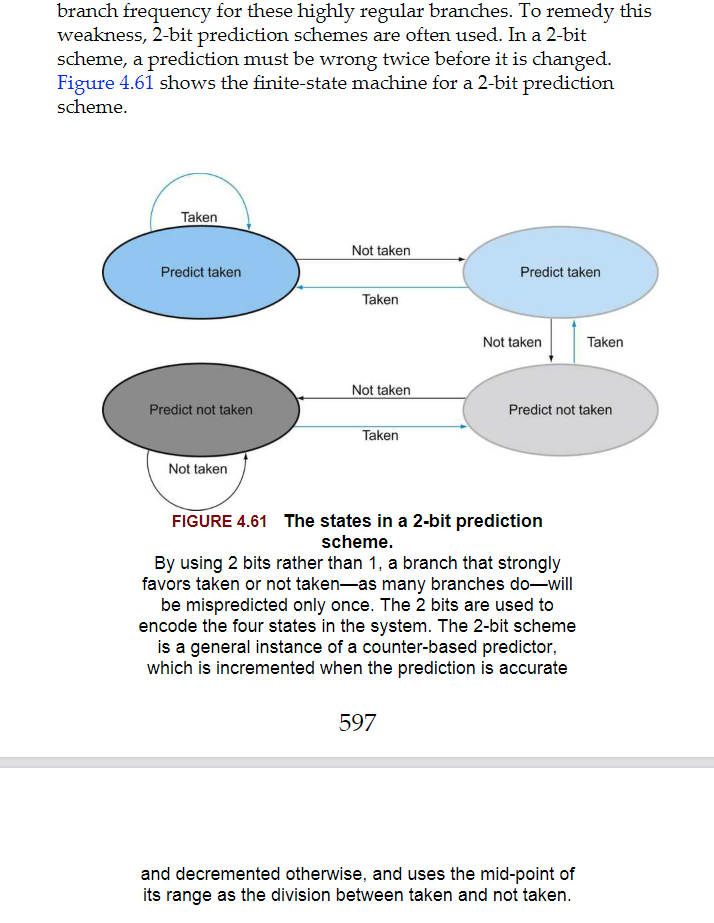 branch frequency for these highly regular branches. To remedy this
weakness, 2-bit prediction schemes are often used. In a 2-bit
scheme, a prediction must be wrong twice before it is changed.
Figure 4.61 shows the finite-state machine for a 2-bit prediction
scheme.
Taken
Predict taken
Not taken
Taken
Predict taken
Not taken
Taken
Predict not taken
Not taken
Taken
Predict not taken
Not taken
FIGURE 4.61 The states in a 2-bit prediction
scheme.
By using 2 bits rather than 1, a branch that strongly
favors taken or not taken—as many branches do—will
be mispredicted only once. The 2 bits are used to
encode the four states in the system. The 2-bit scheme
is a general instance of a counter-based predictor,
which is incremented when the prediction is accurate
597
and decremented otherwise, and uses the mid-point of
its range as the division between taken and not taken.